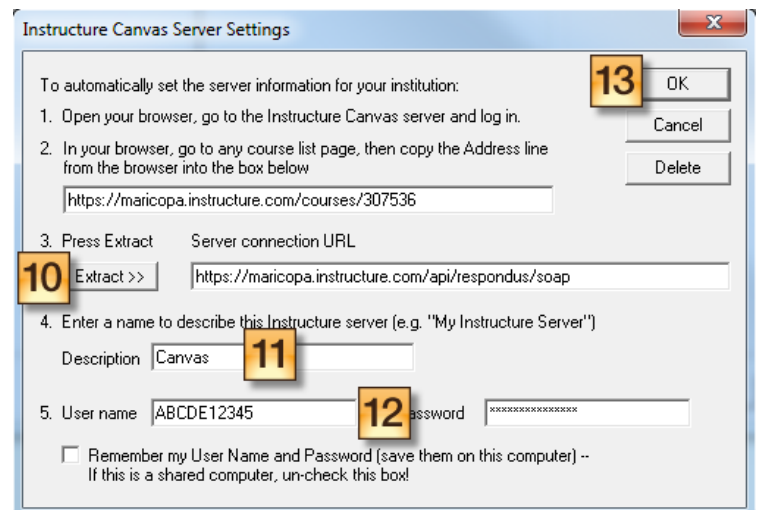 Instructure Canvas Server Settings
To automatically set the server information for your institution:
13
OK
1. Open your browser, go to the Instructure Canvas server and log in.
Cancel
2. In your browser, go to any course list page, then copy the Address line
from the browser into the box below
Delete
https://maricopa.instructure.com/courses/307536
3. Press Extract Server connection URL
10 Extract >> https://maricopa.instructure.com/api/respondus/soap
4. Enter a name to describe this Instructure server (e.g. "My Instructure Server")
Description Canvas 11
5. User name ABCDE12345 12 assword **************
Remember my User Name and Password (save them on this computer) --
If this is a shared computer, un-check this box!